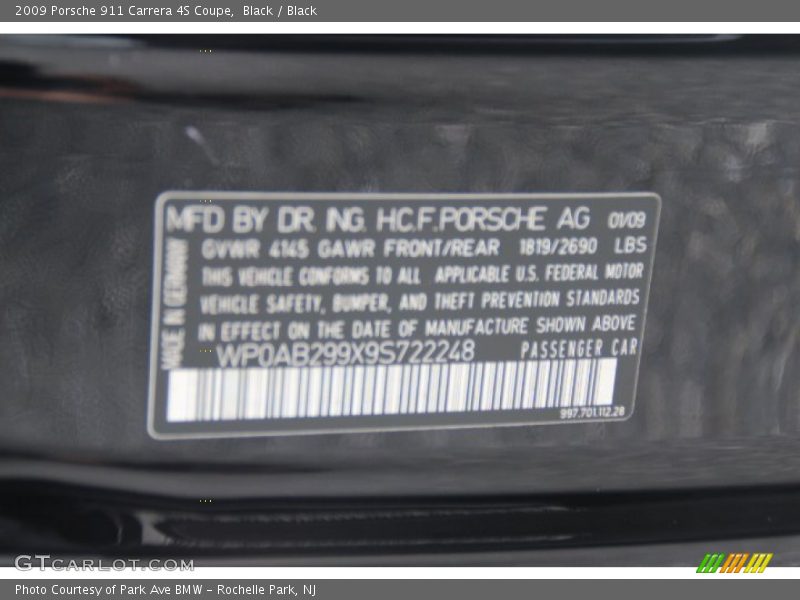 2009 Porsche 911 Carrera 4S Coupe, Black / Black
MFD BY DR. ING. H.C.F. PORSCHE AG 01/09
GVWR 4145 GAWR FRONT/REAR 1819/2690 LBS
THIS VEHICLE CONFORMS TO ALL APPLICABLE U.S. FEDERAL MOTOR
VEHICLE SAFETY, BUMPER, AND THEFT PREVENTION STANDARDS
IN EFFECT ON THE DATE OF MANUFACTURE SHOWN ABOVE
WP0AB299X9S722248 PASSENGER CAR
997.701.112.28
MADE IN GERMANY
GTCARLOT.COM
Photo Courtesy of Park Ave BMW - Rochelle Park, NJ